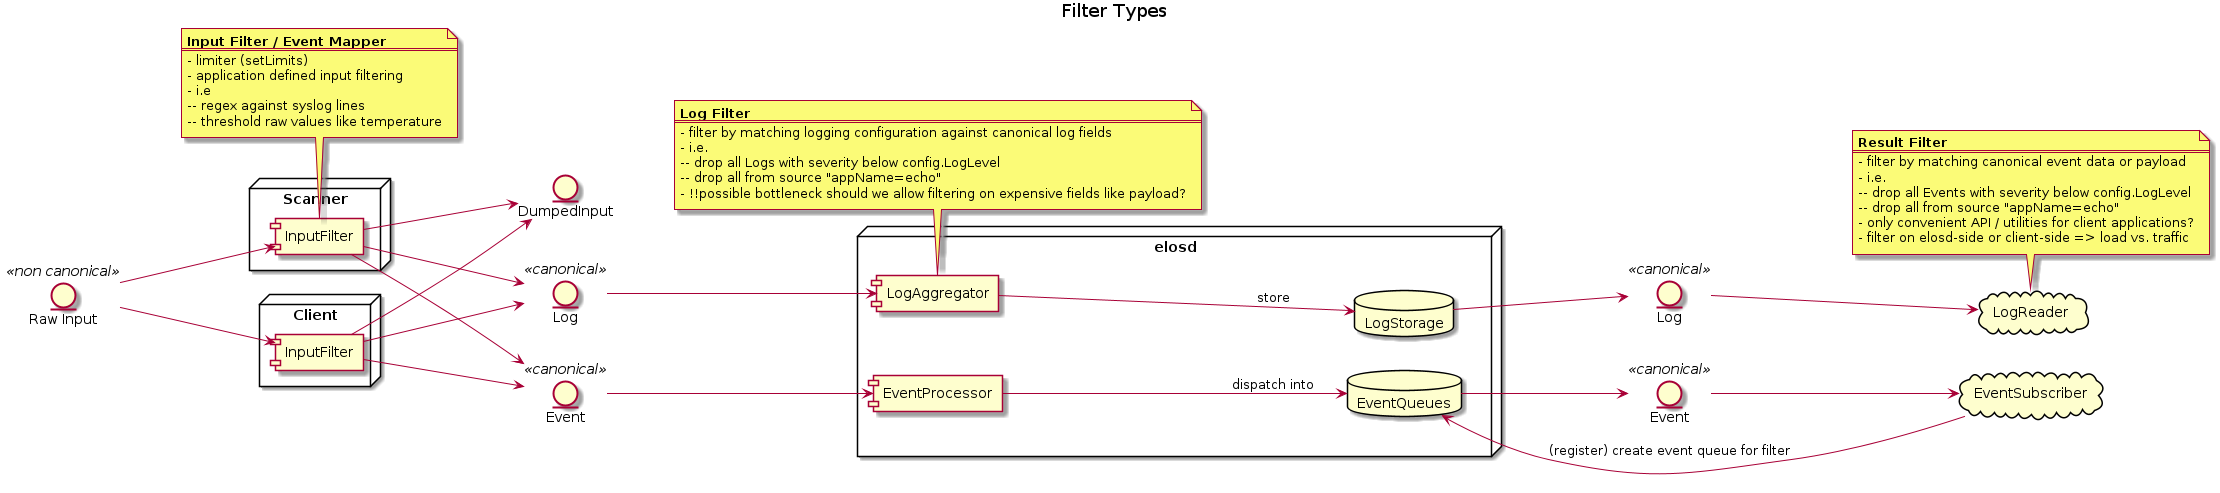 Filter Types
Input Filter / Event Mapper
- limiter (setLimits)
- application defined input filtering
- i.e
-- regex against syslog lines
-- threshold raw values like temperature
Log Filter
- filter by matching logging configuration against canonical log fields
- i.e.
-- drop all Logs with severity below config.LogLevel
-- drop all from source "appName=echo"
- !!possible bottleneck should we allow filtering on expensive fields like payload?
Result Filter
- filter by matching canonical event data or payload
- i.e.
-- drop all Events with severity below config.LogLevel
-- drop all from source "appName=echo"
- only convenient API / utilities for client applications?
- filter on elosd-side or client-side => load vs. traffic
Scanner
InputFilter
Client
InputFilter
«non canonical»
Raw Input
DumpedInput
«canonical»
Log
«canonical»
Event
elosd
LogAggregator
store
LogStorage
EventProcessor
dispatch into
EventQueues
«canonical»
Log
«canonical»
Event
LogReader
EventSubscriber
(register) create event queue for filter